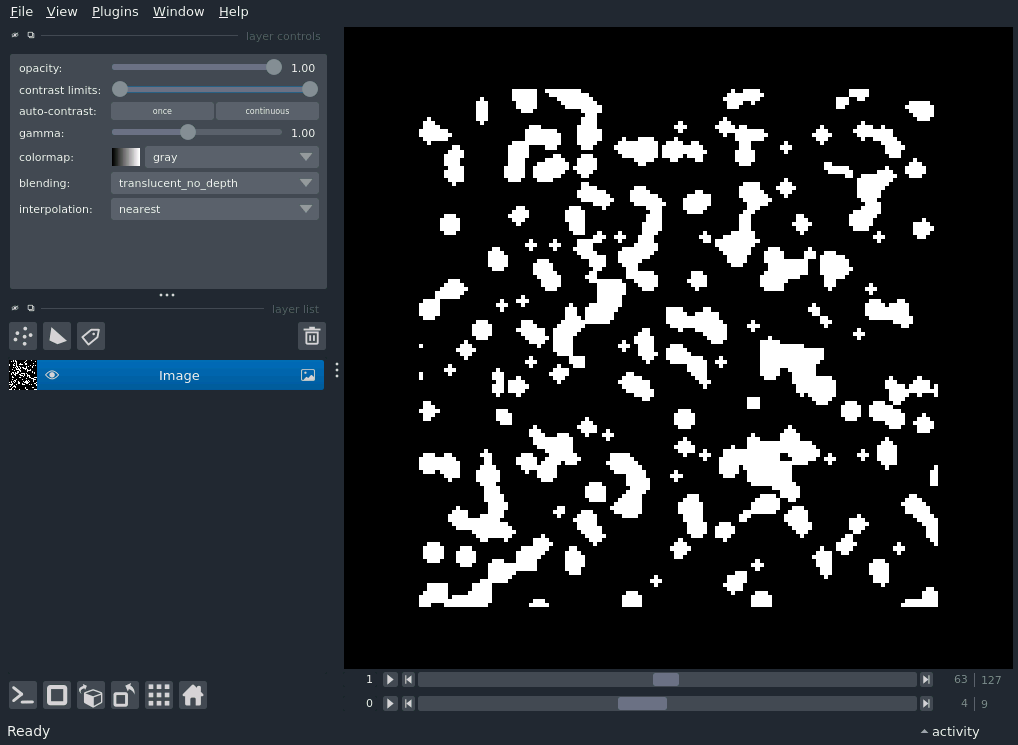 File View Plugins Window Help
layer controls
opacity: 1.00
contrast limits:
auto-contrast: once continuous
gamma: 1.00
colormap: gray
blending: translucent_no_depth
interpolation: nearest
layer list
Image
1 63 127
0 4 9
Ready activity